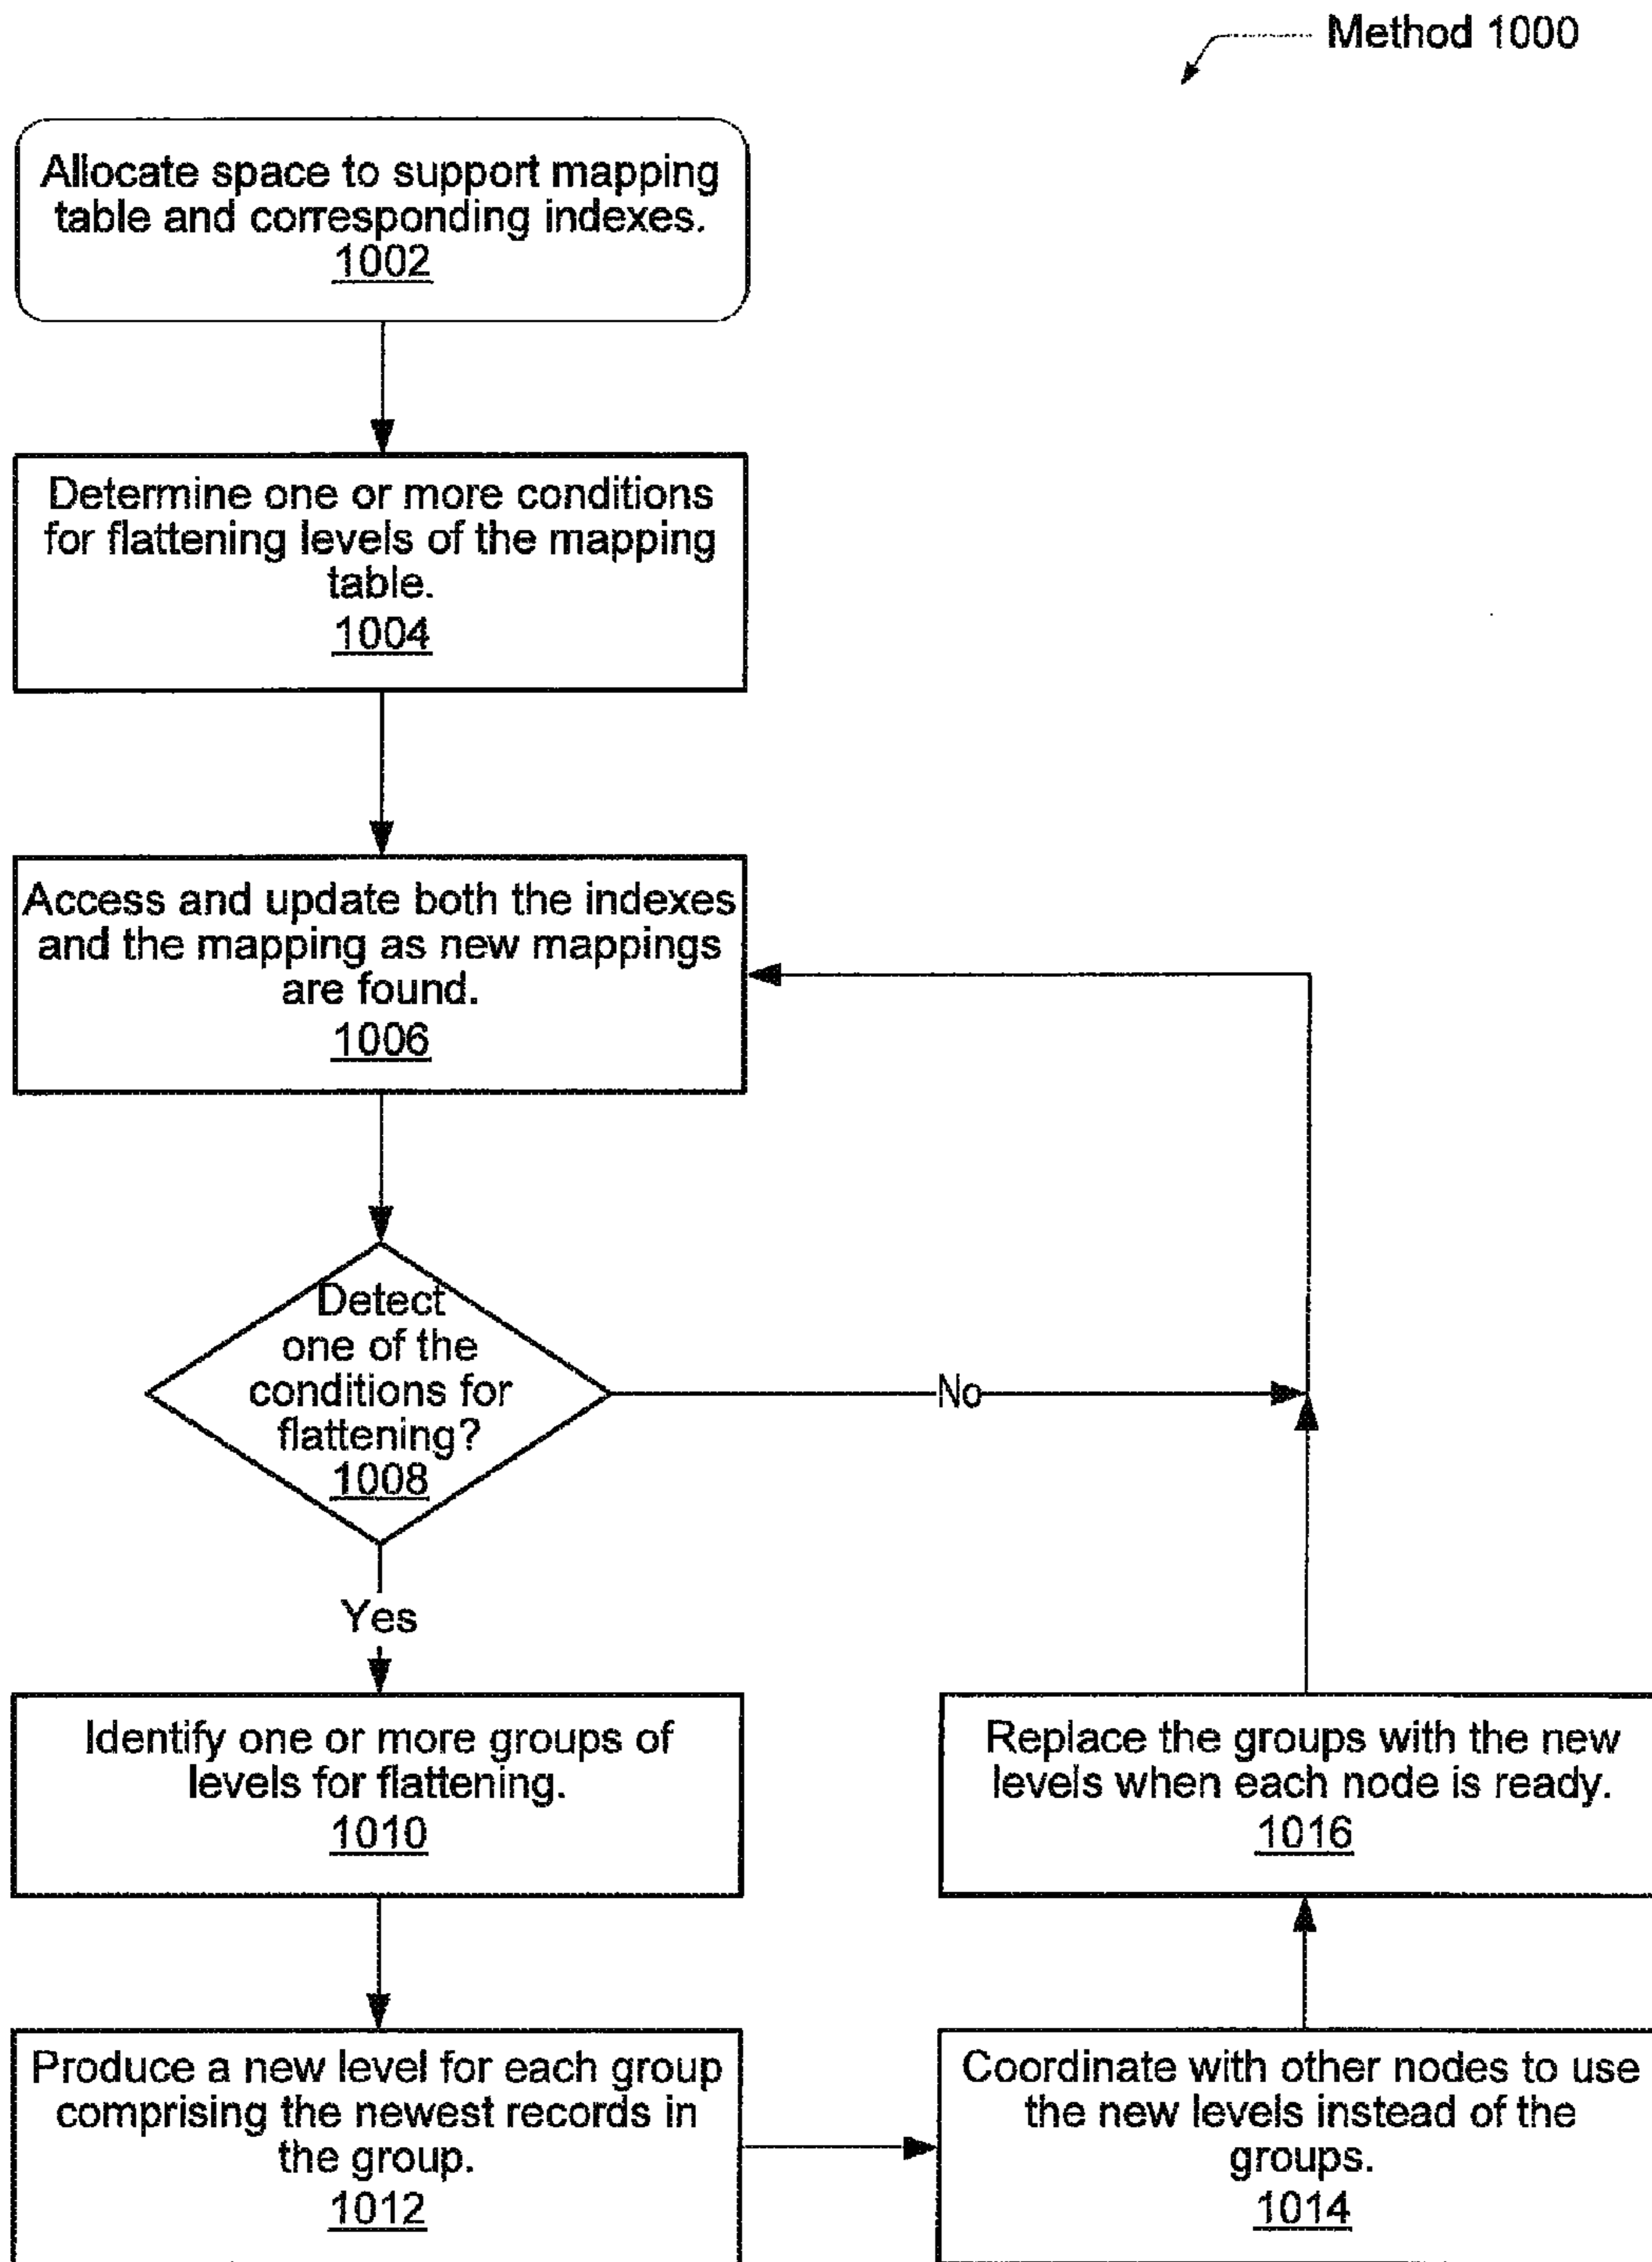 Method 1000
Allocate space to support mapping
table and corresponding indexes.
1002
Determine one or more conditions
for flattening levels of the mapping
table.
1004
Access and update both the indexes
and the mapping as new mappings
are found.
1006
Detect
one of the
conditions for
flattening?
1008
No
Yes
Identify one or more groups of
levels for flattening.
1010
Produce a new level for each group
comprising the newest records in
the group.
1012
Coordinate with other nodes to use
the new levels instead of the
groups.
1014
Replace the groups with the new
levels when each node is ready.
1016